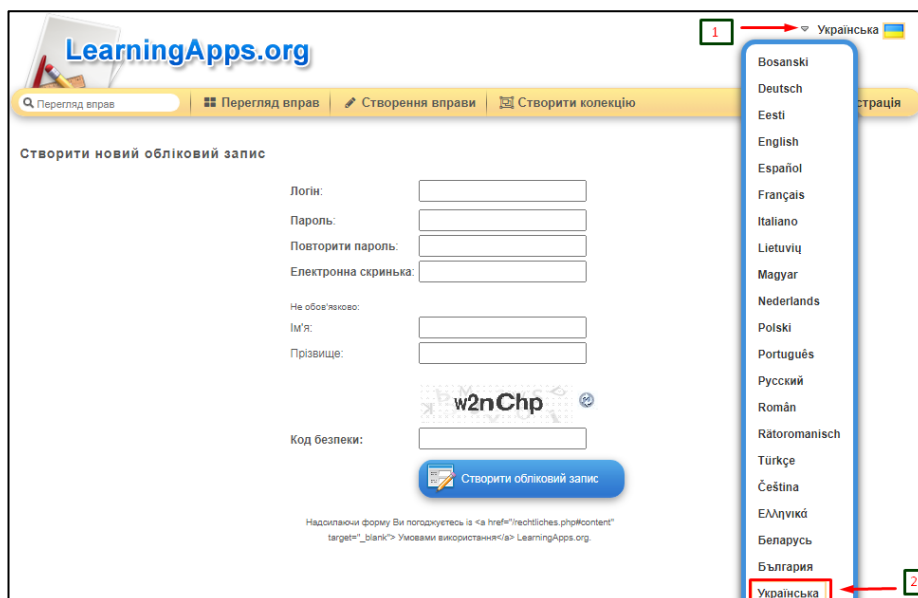 1
Українська
LearningApps.org
Перегляд вправ
Перегляд вправ
Створення вправи
Створити колекцію
страція
Створити новий обліковий запис
Логін:
Пароль:
Повторити пароль:
Електронна скринька:
Не обов'язково:
Ім'я:
Прізвище:
w2nChp
Код безпеки:
Створити обліковий запис
Надсилаючи форму Ви погоджуєтесь із <a href="/rechtliches.php#content"
target="_blank"> Умовами використання</a> LearningApps.org.
Bosanski
Deutsch
Eesti
English
Español
Français
Italiano
Lietuvių
Magyar
Nederlands
Polski
Português
Русский
Român
Rätoromanisch
Türkçe
Čeština
Ελληνικά
Беларусь
България
Українська
2